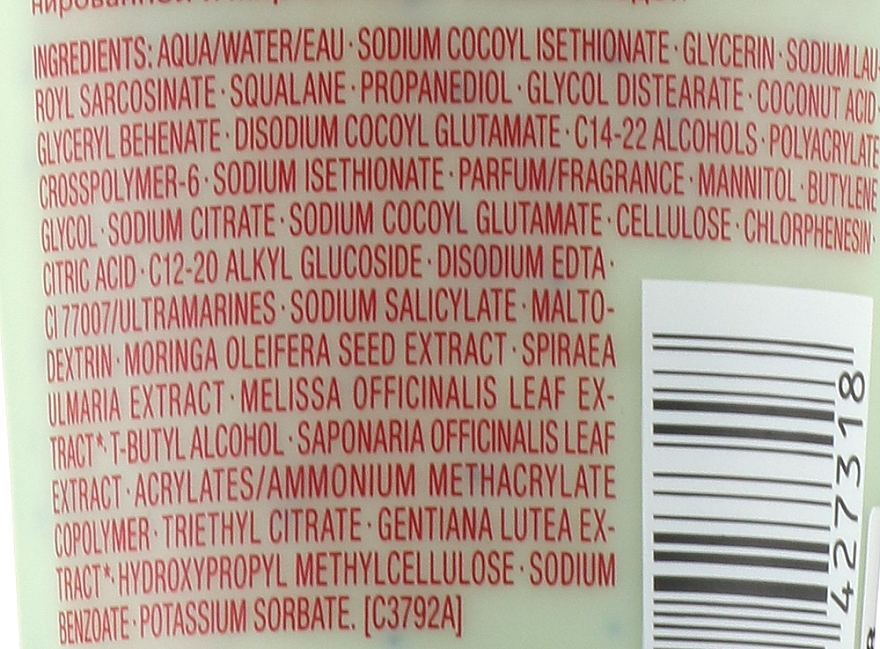 INGREDIENTS: AQUA/WATER/EAU · SODIUM COCOYL ISETHIONATE · GLYCERIN · SODIUM LAU-
ROYL SARCOSINATE · SQUALANE · PROPANEDIOL · GLYCOL DISTEARATE · COCONUT ACID ·
GLYCERYL BEHENATE · DISODIUM COCOYL GLUTAMATE · C14-22 ALCOHOLS · POLYACRYLATE
CROSSPOLYMER-6 · SODIUM ISETHIONATE · PARFUM/FRAGRANCE · MANNITOL · BUTYLENE
GLYCOL · SODIUM CITRATE · SODIUM COCOYL GLUTAMATE · CELLULOSE · CHLORPHENESIN ·
CITRIC ACID · C12-20 ALKYL GLUCOSIDE · DISODIUM EDTA ·
CI 77007/ULTRAMARINES · SODIUM SALICYLATE · MALTO-
DEXTRIN · MORINGA OLEIFERA SEED EXTRACT · SPIRAEA
ULMARIA EXTRACT · MELISSA OFFICINALIS LEAF EX-
TRACT* · T-BUTYL ALCOHOL · SAPONARIA OFFICINALIS LEAF
EXTRACT · ACRYLATES/AMMONIUM METHACRYLATE
COPOLYMER · TRIETHYL CITRATE · GENTIANA LUTEA EX-
TRACT* · HYDROXYPROPYL METHYLCELLULOSE · SODIUM
BENZOATE · POTASSIUM SORBATE. [C3792A]
427318